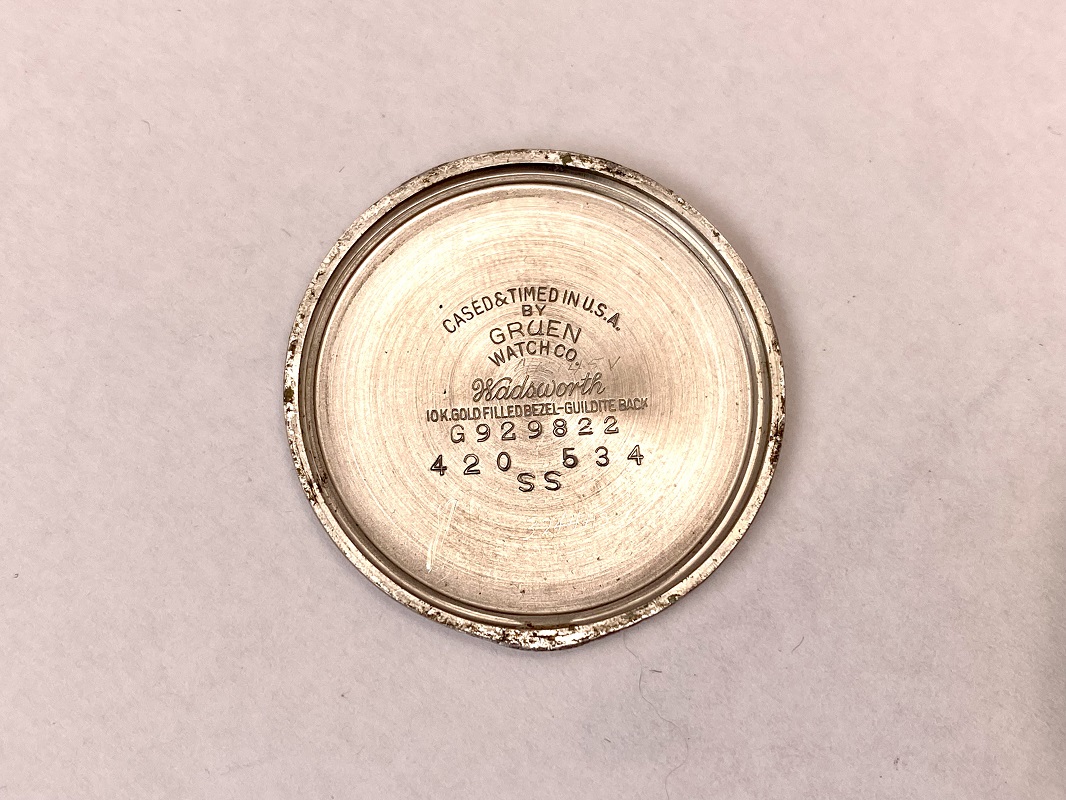 CASED & TIMED IN U.S.A.
BY
GRUEN
WATCH CO.
Wadsworth
10 K. GOLD FILLED BEZEL-GUILDITE BACK
G929822
420 534
SS